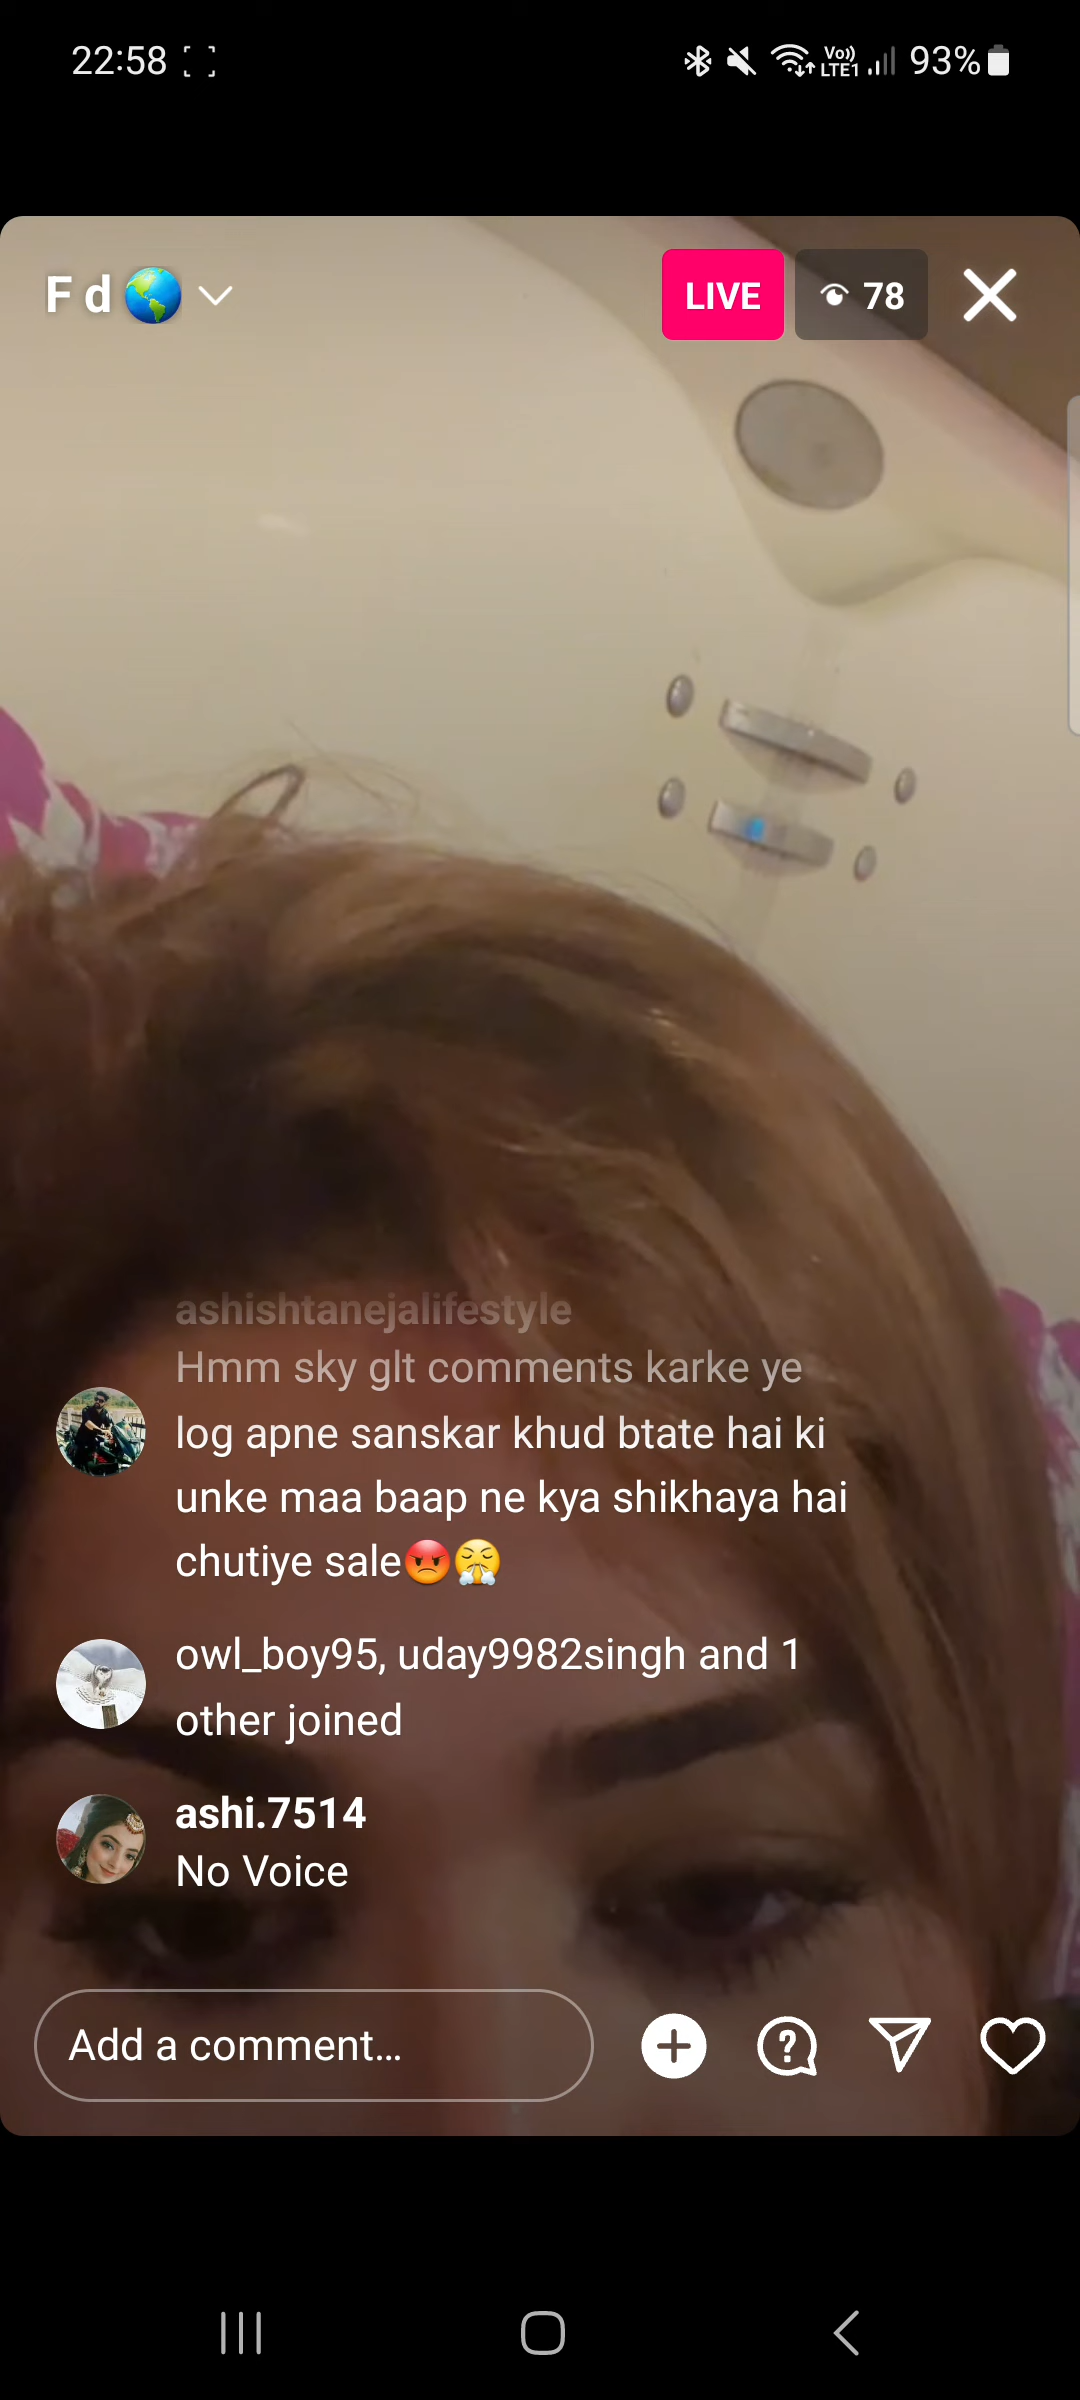 22:58
Vo)) LTE1 93%
F d
LIVE 78
ashishtanejalifestyle
Hmm sky glt comments karke ye
log apne sanskar khud btate hai ki
unke maa baap ne kya shikhaya hai
chutiye sale😡😤
owl_boy95, uday9982singh and 1
other joined
ashi.7514
No Voice
Add a comment...